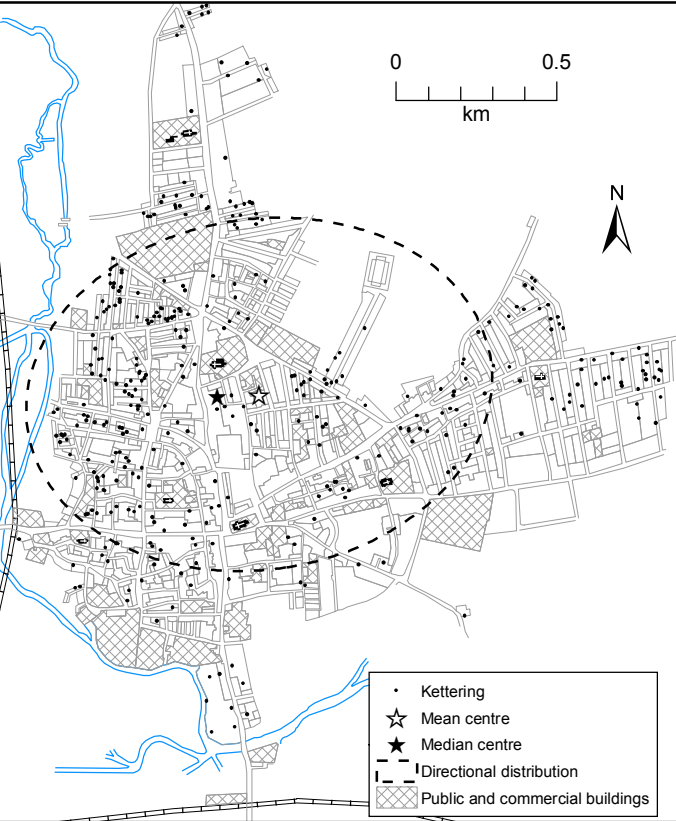 0 0.5
km
N
Kettering
Mean centre
Median centre
Directional distribution
Public and commercial buildings